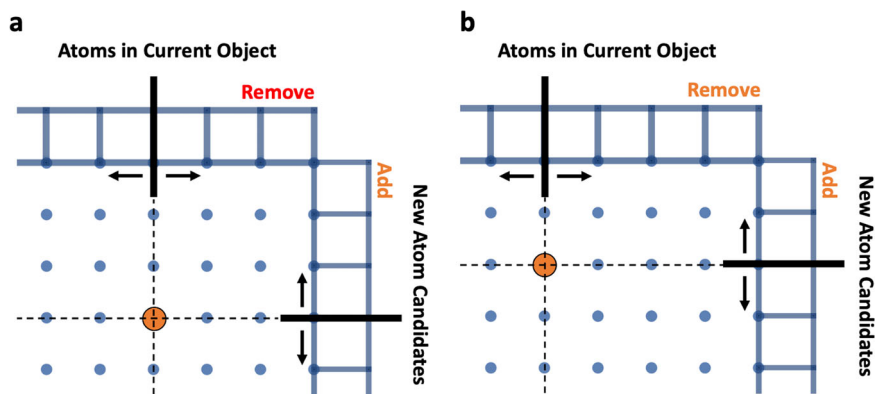 a
Atoms in Current Object
Remove
Add
New Atom Candidates
b
Atoms in Current Object
Remove
Add
New Atom Candidates